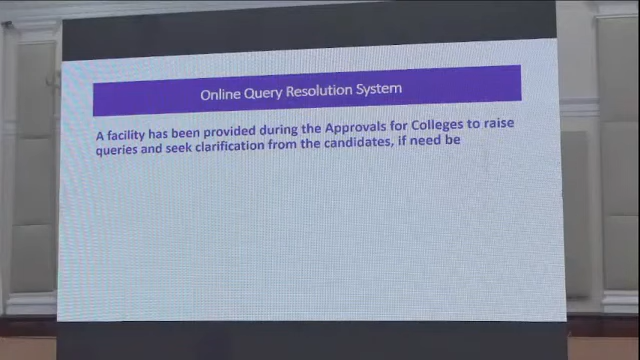 Online Query Resolution System
A facility has been provided during the Approvals for Colleges to raise
queries and seek clarification from the candidates, if need be